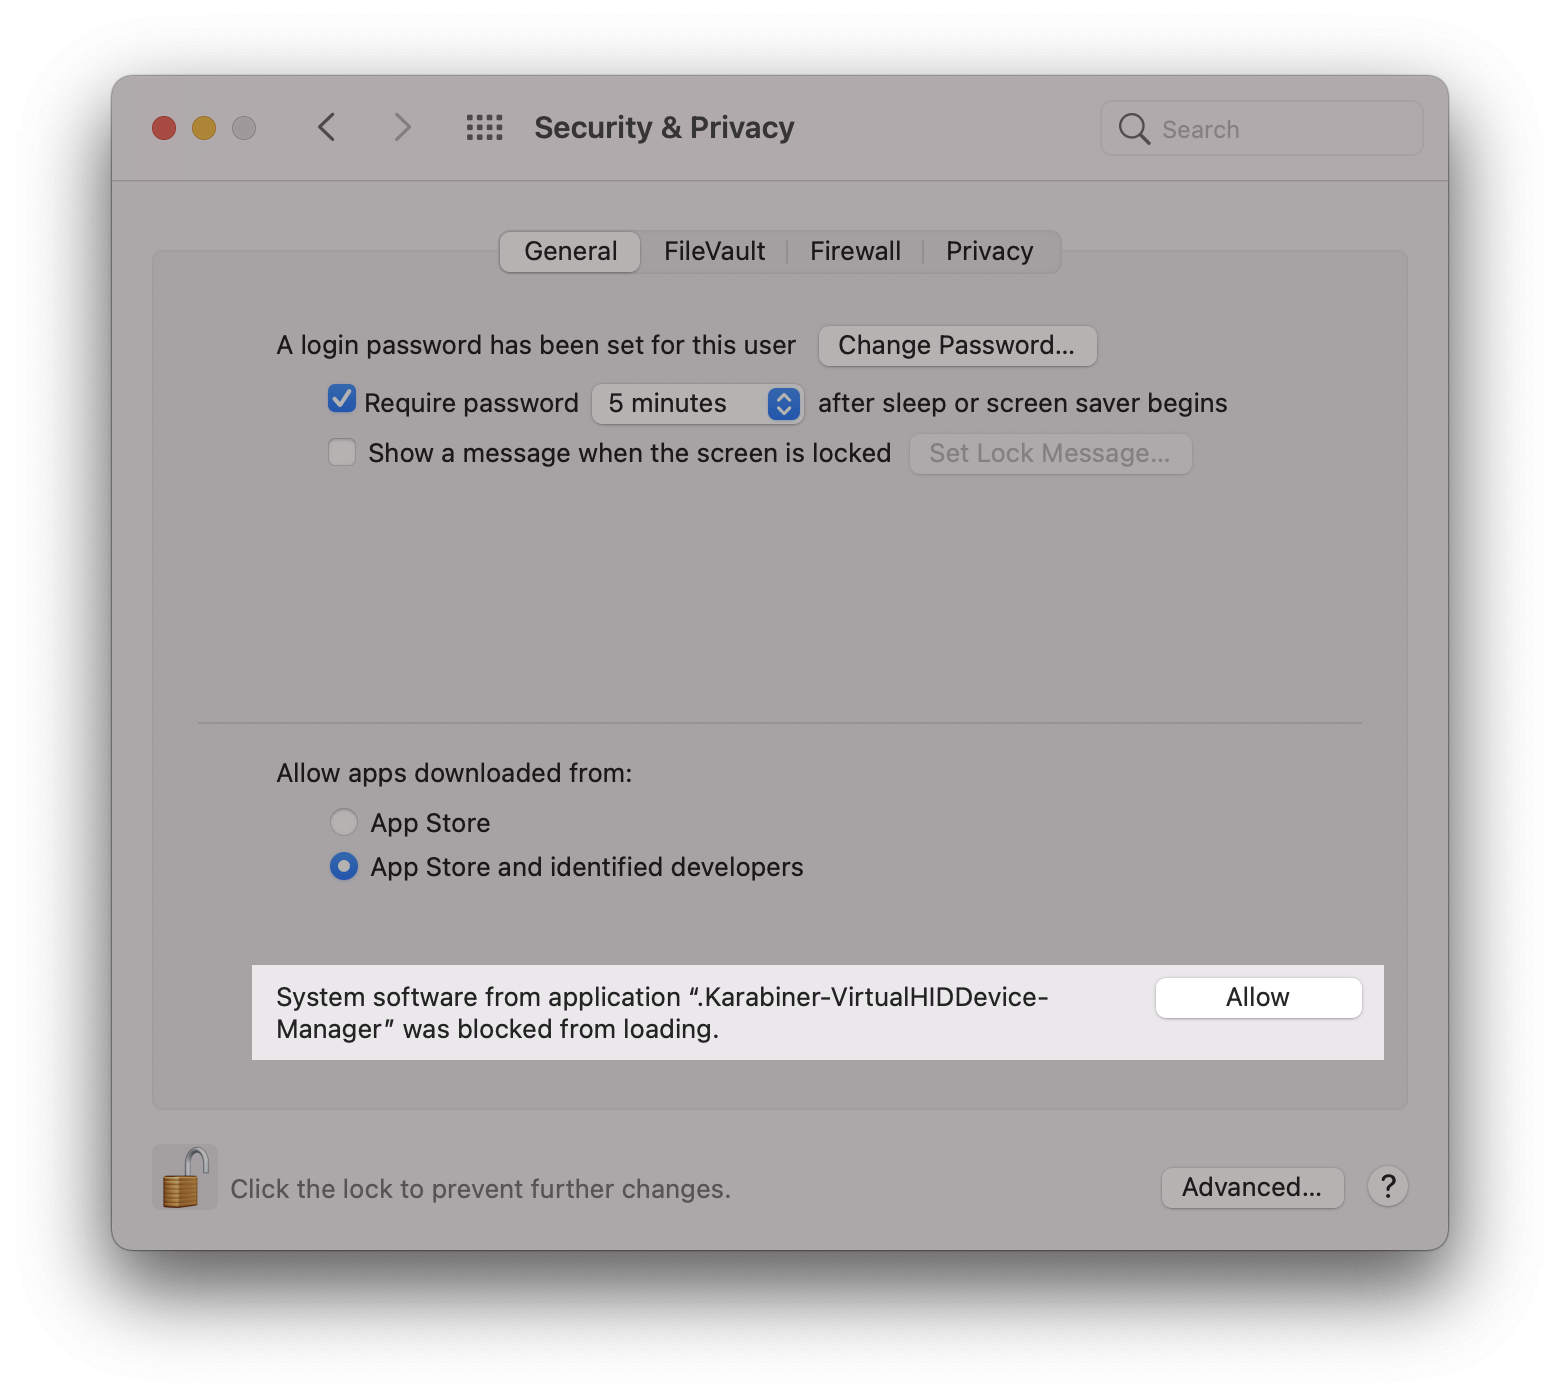 Security & Privacy
Search
General
FileVault
Firewall
Privacy
A login password has been set for this user
Change Password...
Require password
5 minutes
after sleep or screen saver begins
Show a message when the screen is locked
Set Lock Message...
Allow apps downloaded from:
App Store
App Store and identified developers
System software from application “.Karabiner-VirtualHIDDevice-
Manager” was blocked from loading.
Allow
Click the lock to prevent further changes.
Advanced...
?